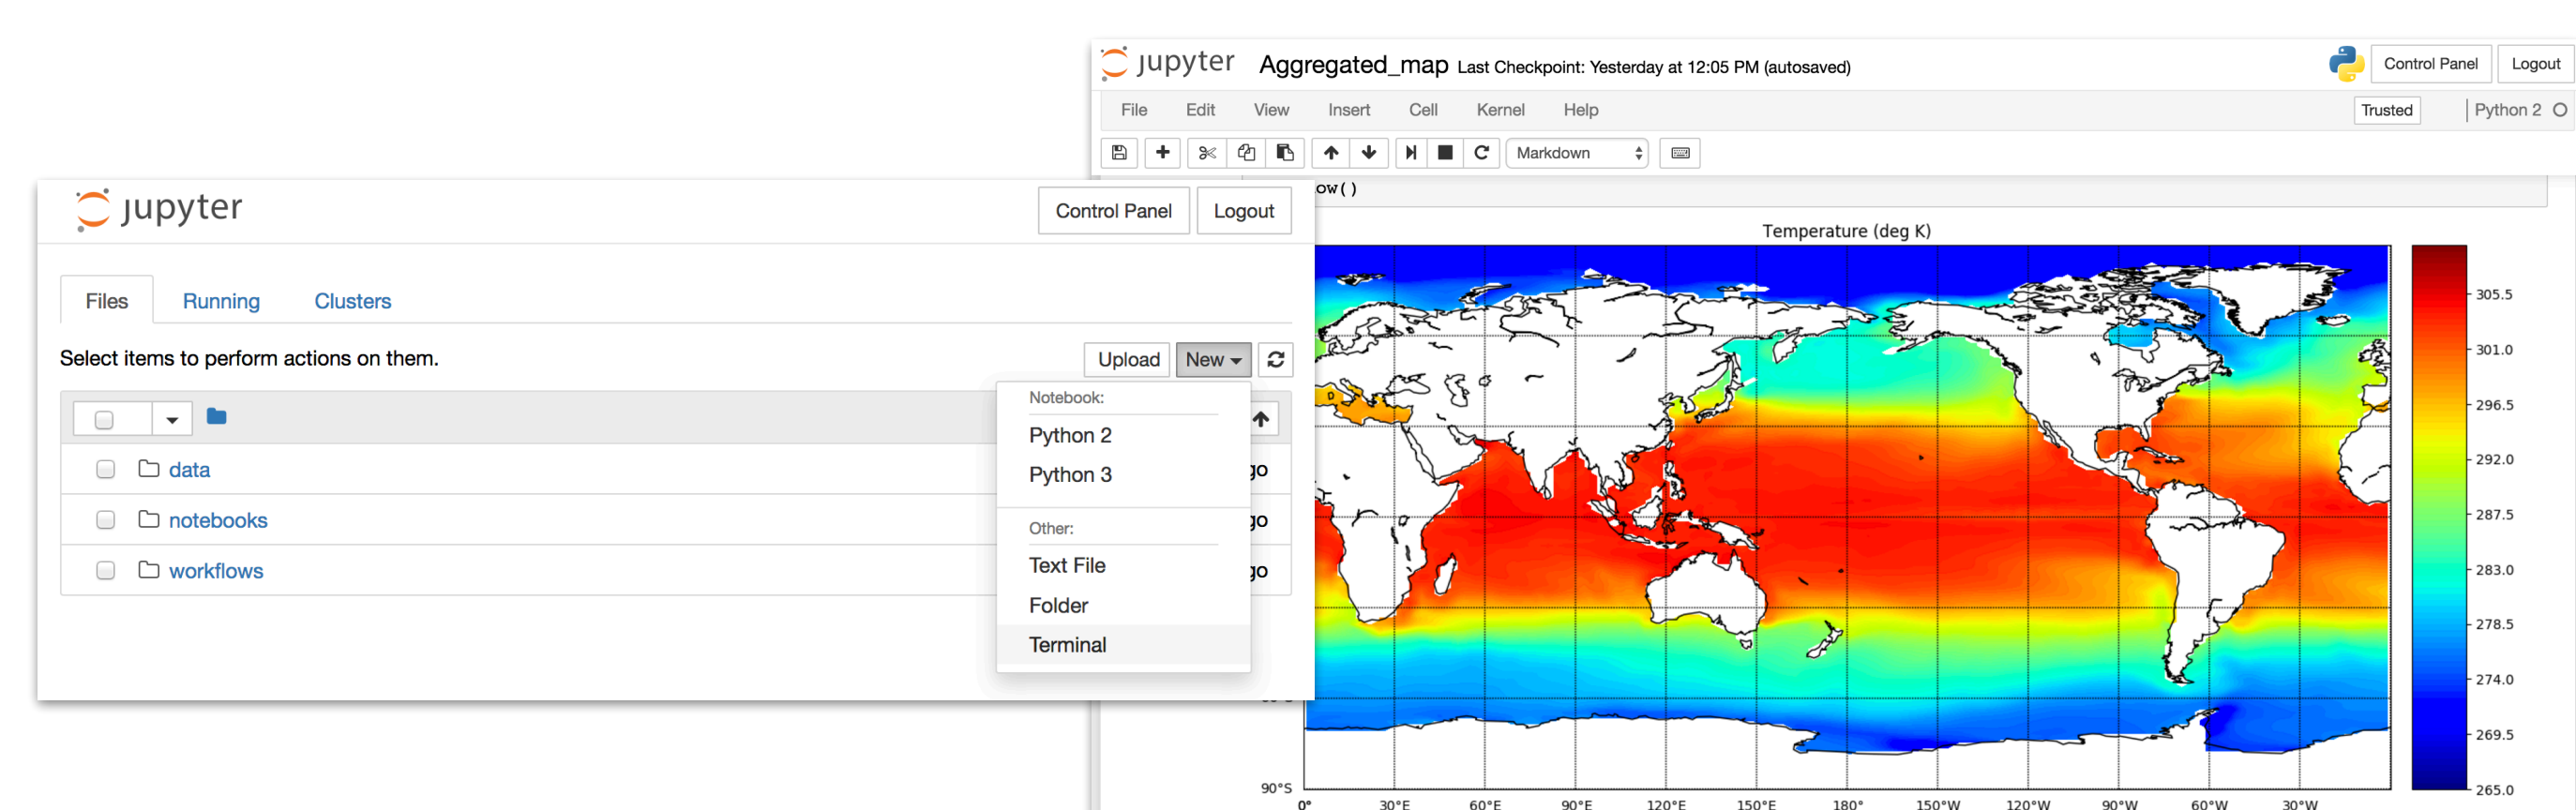 jupyter Aggregated_map Last Checkpoint: Yesterday at 12:05 PM (autosaved) Control Panel Logout
File Edit View Insert Cell Kernel Help Trusted Python 2
Markdown
ow()
jupyter Control Panel Logout
Files Running Clusters
Select items to perform actions on them. Upload New
Notebook:
Python 2
Python 3
Other:
Text File
Folder
Terminal
data go
notebooks go
workflows go
Temperature (deg K)
305.5
301.0
296.5
292.0
287.5
283.0
278.5
274.0
269.5
265.0
90°S
0° 30°E 60°E 90°E 120°E 150°E 180° 150°W 120°W 90°W 60°W 30°W